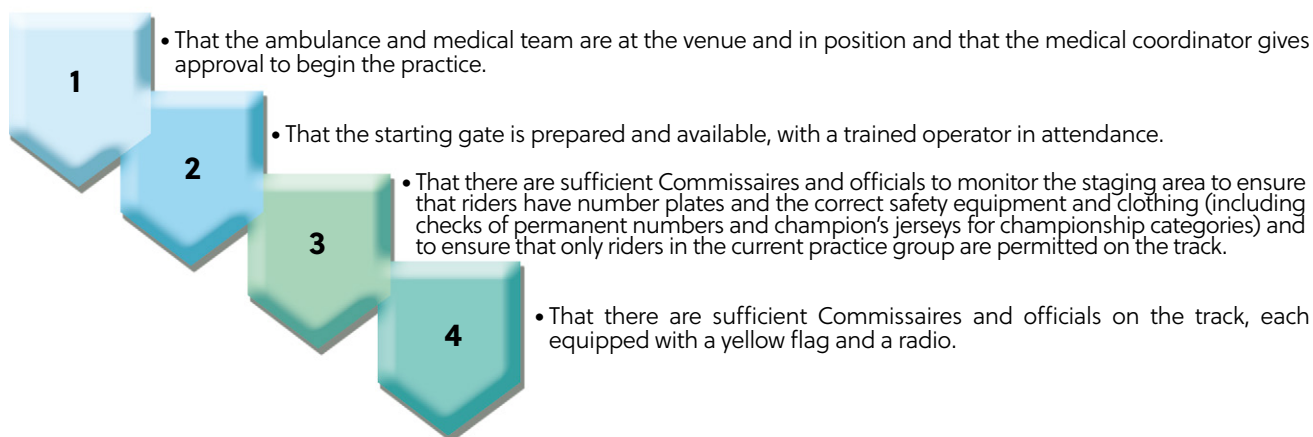 1
• That the ambulance and medical team are at the venue and in position and that the medical coordinator gives
approval to begin the practice.
2
• That the starting gate is prepared and available, with a trained operator in attendance.
3
• That there are sufficient Commissaires and officials to monitor the staging area to ensure
that riders have number plates and the correct safety equipment and clothing (including
checks of permanent numbers and champion’s jerseys for championship categories) and
to ensure that only riders in the current practice group are permitted on the track.
4
• That there are sufficient Commissaires and officials on the track, each
equipped with a yellow flag and a radio.